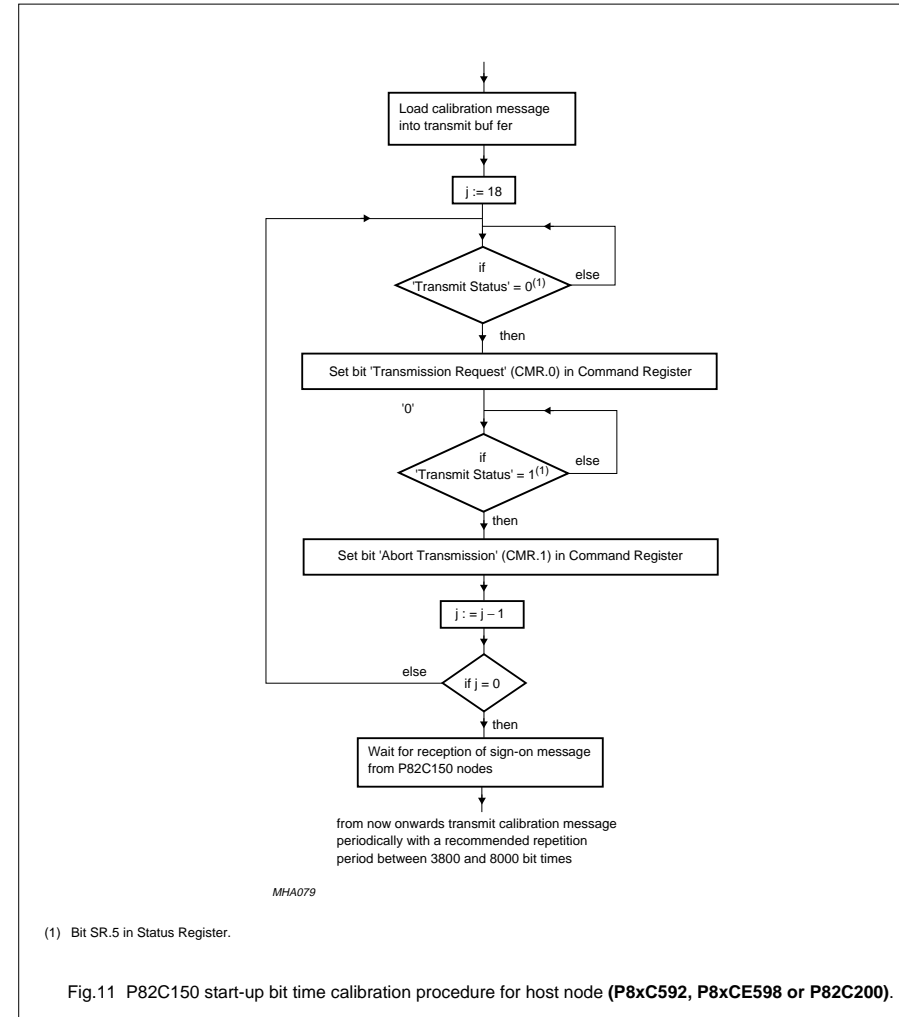 Load calibration message
into transmit buf fer
j := 18
if
'Transmit Status' = 0(1)
else
then
Set bit 'Transmission Request' (CMR.0) in Command Register
'0'
if
'Transmit Status' = 1(1)
else
then
Set bit 'Abort Transmission' (CMR.1) in Command Register
j : = j – 1
else
if j = 0
then
Wait for reception of sign-on message
from P82C150 nodes
from now onwards transmit calibration message
periodically with a recommended repetition
period between 3800 and 8000 bit times
MHA079
(1) Bit SR.5 in Status Register.
Fig.11 P82C150 start-up bit time calibration procedure for host node (P8xC592, P8xCE598 or P82C200).